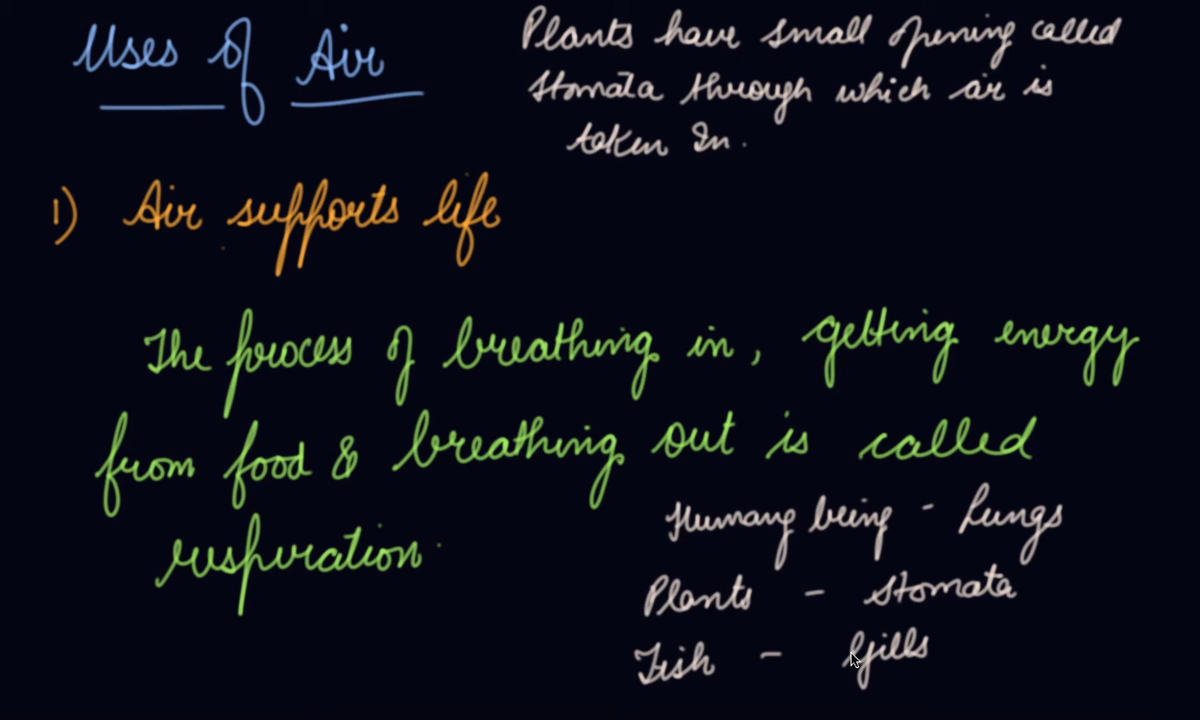 Uses of Air
Plants have small opening called
Stomata through which air is
taken In.
1) Air supports life
The process of breathing in, getting energy
from food & breathing out is called
respiration.
Humang being - Lungs
Plants - Stomata
Fish - Gills